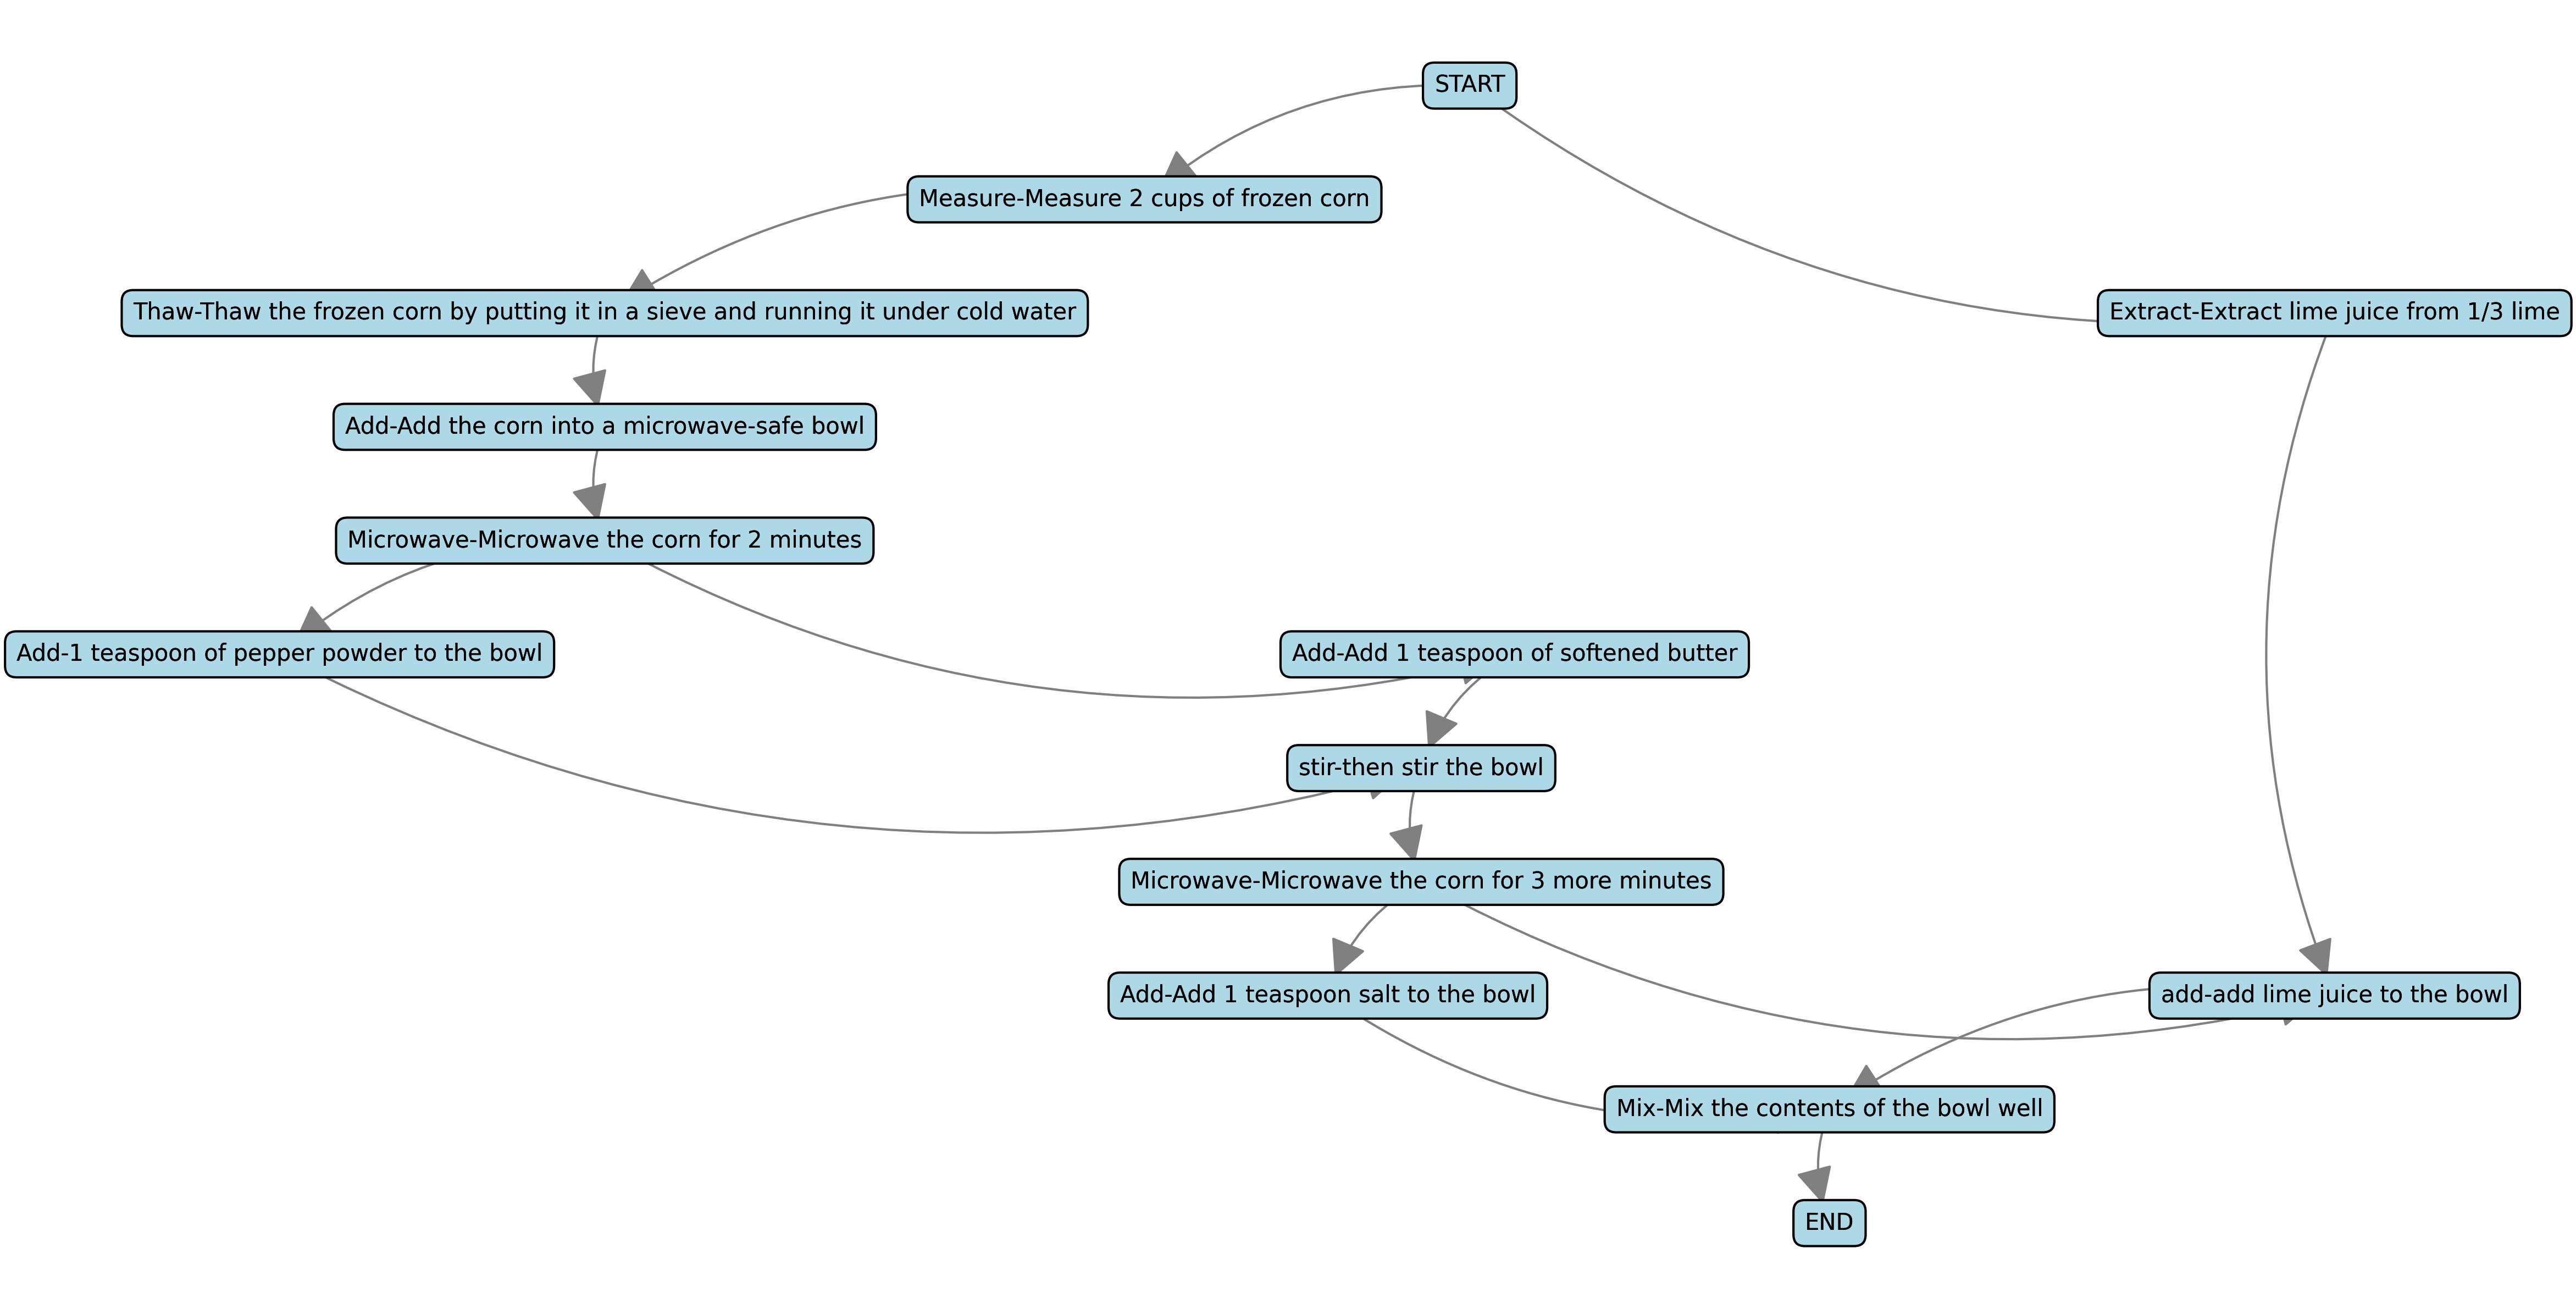 START
Measure-Measure 2 cups of frozen corn
Thaw-Thaw the frozen corn by putting it in a sieve and running it under cold water
Extract-Extract lime juice from 1/3 lime
Add-Add the corn into a microwave-safe bowl
Microwave-Microwave the corn for 2 minutes
Add-1 teaspoon of pepper powder to the bowl
Add-Add 1 teaspoon of softened butter
stir-then stir the bowl
Microwave-Microwave the corn for 3 more minutes
Add-Add 1 teaspoon salt to the bowl
add-add lime juice to the bowl
Mix-Mix the contents of the bowl well
END